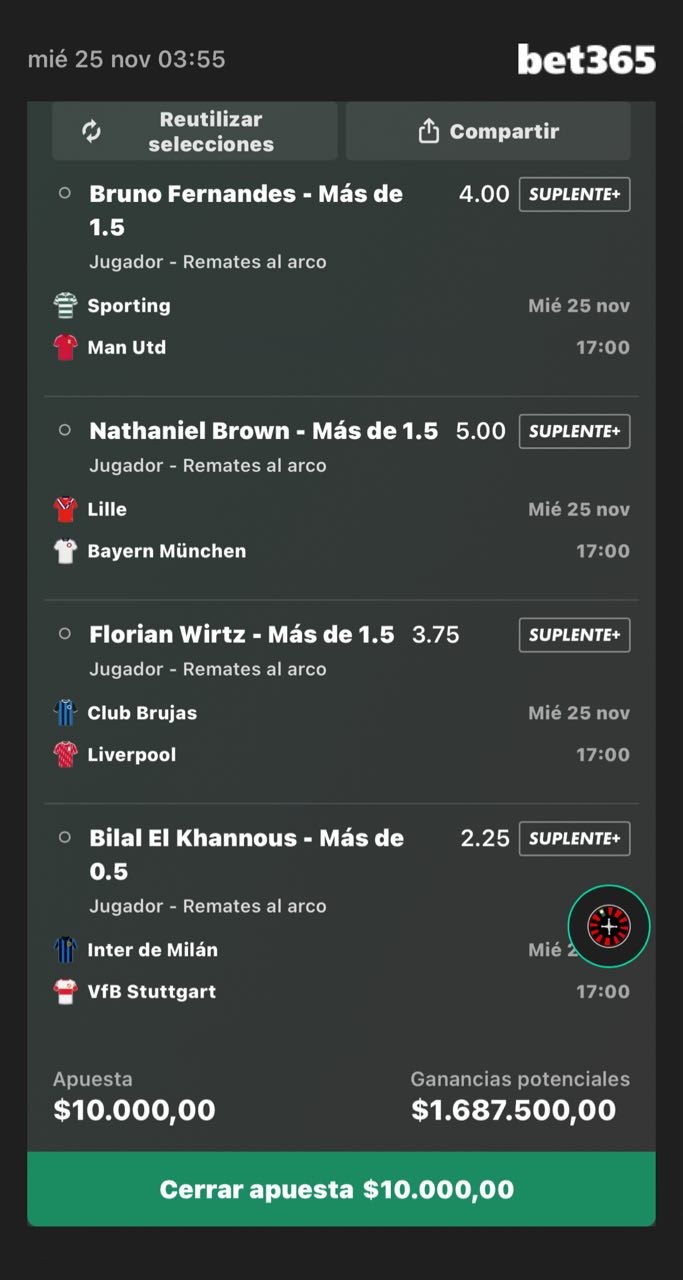 mié 25 nov 03:55
bet365
Reutilizar
selecciones
Compartir
Bruno Fernandes - Más de
1.5
4.00
SUPLENTE+
Jugador - Remates al arco
Sporting
Mié 25 nov
Man Utd
17:00
Nathaniel Brown - Más de 1.5
5.00
SUPLENTE+
Jugador - Remates al arco
Lille
Mié 25 nov
Bayern München
17:00
Florian Wirtz - Más de 1.5
3.75
SUPLENTE+
Jugador - Remates al arco
Club Brujas
Mié 25 nov
Liverpool
17:00
Bilal El Khannous - Más de
0.5
2.25
SUPLENTE+
Jugador - Remates al arco
Inter de Milán
Mié
VfB Stuttgart
17:00
Apuesta
Ganancias potenciales
$10.000,00
$1.687.500,00
Cerrar apuesta $10.000,00